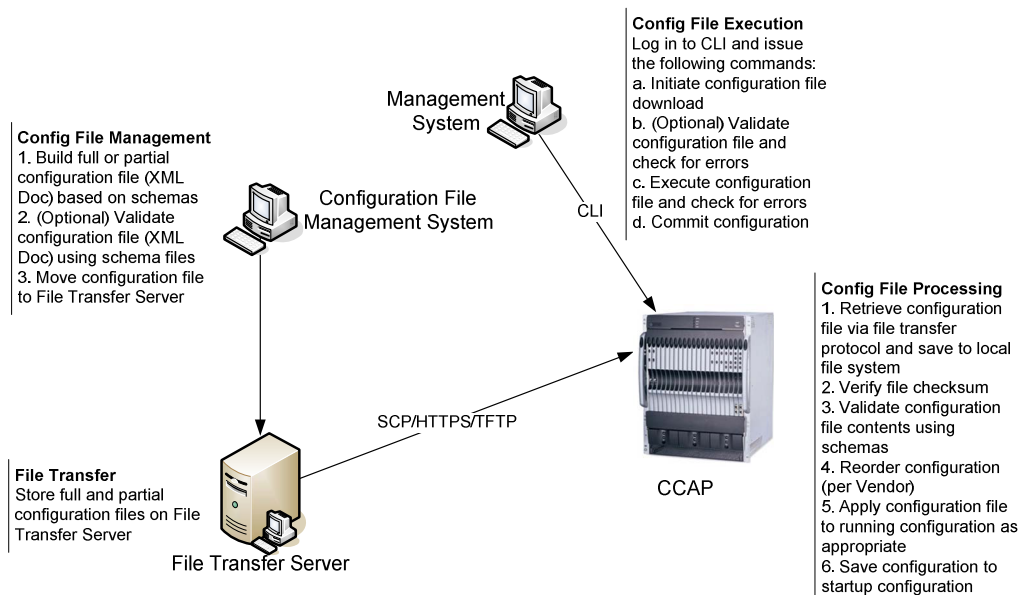 Config File Execution
Log in to CLI and issue
the following commands:
a. Initiate configuration file
download
b. (Optional) Validate
configuration file and
check for errors
c. Execute configuration
file and check for errors
d. Commit configuration
Management
System
Config File Management
1. Build full or partial
configuration file (XML
Doc) based on schemas
2. (Optional) Validate
configuration file (XML
Doc) using schema files
3. Move configuration file
to File Transfer Server
Configuration File
Management System
CLI
Config File Processing
1. Retrieve configuration
file via file transfer
protocol and save to local
file system
2. Verify file checksum
3. Validate configuration
file contents using
schemas
4. Reorder configuration
(per Vendor)
5. Apply configuration file
to running configuration as
appropriate
6. Save configuration to
startup configuration
SCP/HTTPS/TFTP
CCAP
File Transfer
Store full and partial
configuration files on File
Transfer Server
File Transfer Server